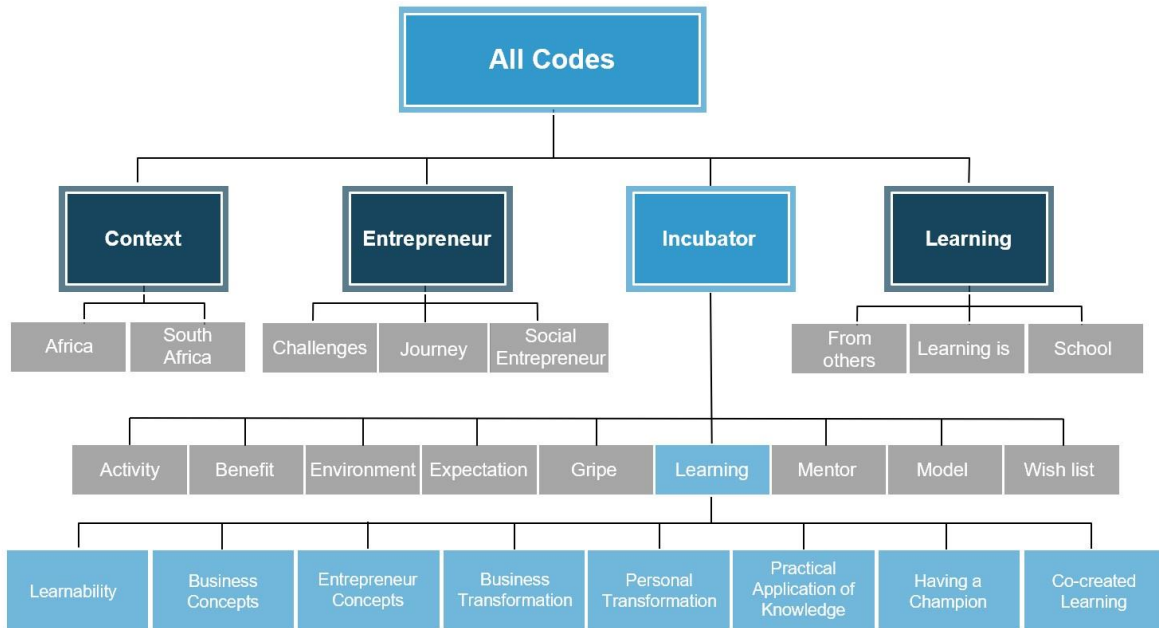 All Codes
Context
Entrepreneur
Incubator
Learning
Africa
South
Africa
Challenges
Journey
Social
Entrepreneur
From
others
Learning is
School
Activity
Benefit
Environment
Expectation
Gripe
Learning
Mentor
Model
Wish list
Learnability
Business
Concepts
Entrepreneur
Concepts
Business
Transformation
Personal
Transformation
Practical
Application of
Knowledge
Having a
Champion
Co-created
Learning